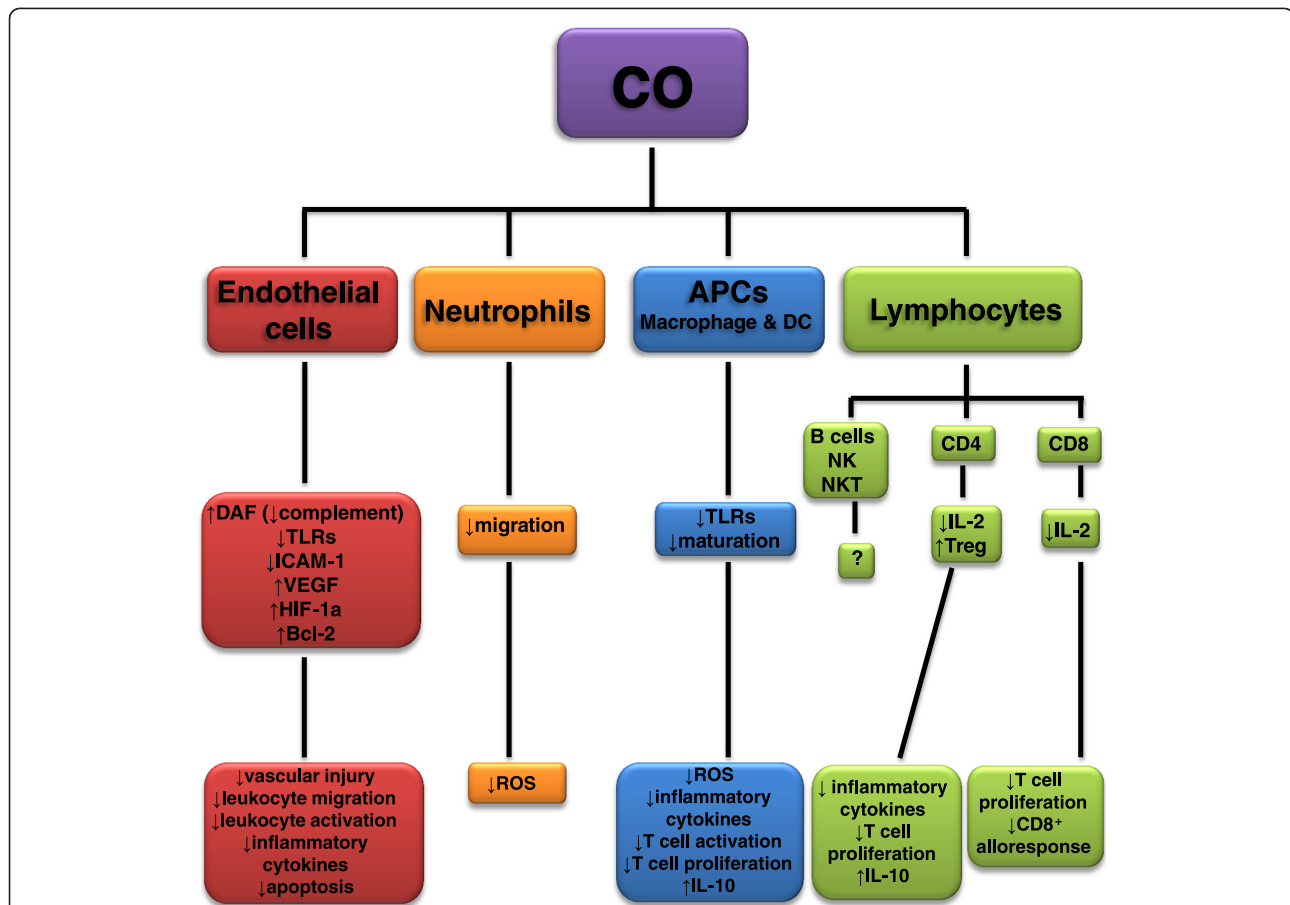 CO
Endothelial
cells
Neutrophils
APCs
Macrophage & DC
Lymphocytes
B cells
NK
NKT
CD4
CD8
↑DAF (↓complement)
↓TLRs
↓ICAM-1
↑VEGF
↑HIF-1a
↑Bcl-2
↓migration
↓TLRs
↓maturation
?
↓IL-2
↑Treg
↓IL-2
↓vascular injury
↓leukocyte migration
↓leukocyte activation
↓inflammatory
cytokines
↓apoptosis
↓ROS
↓ROS
↓inflammatory
cytokines
↓T cell activation
↓T cell proliferation
↑IL-10
↓ inflammatory
cytokines
↓T cell
proliferation
↑IL-10
↓T cell
proliferation
↓CD8⁺
alloresponse